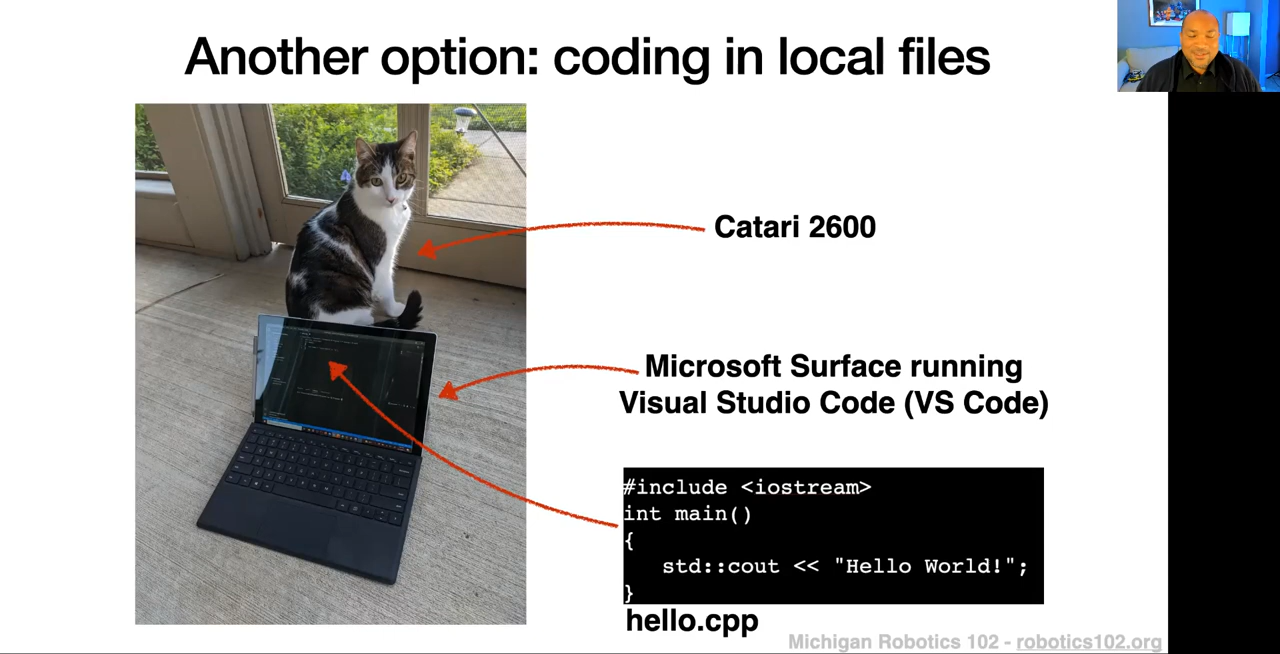 Another option: coding in local files
Catari 2600
Microsoft Surface running
Visual Studio Code (VS Code)
#include <iostream>
int main()
{
   std::cout << "Hello World!";
}
hello.cpp
Michigan Robotics 102 - robotics102.org